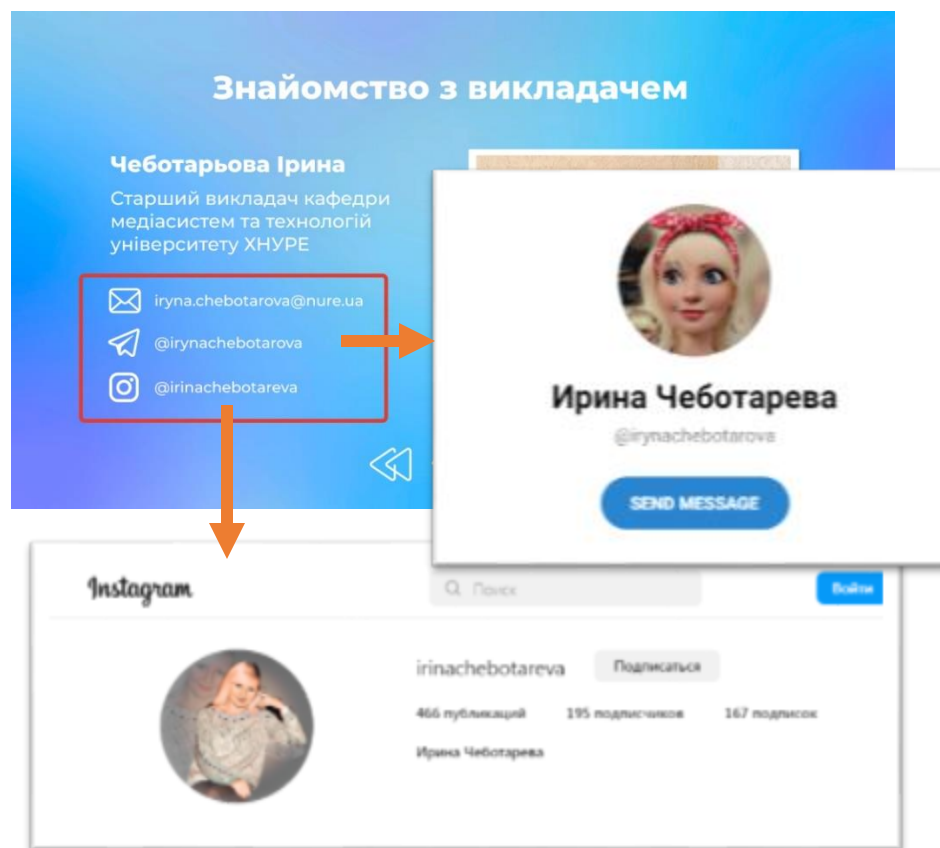 Знайомство з викладачем
Чеботарьова Ірина
Старший викладач кафедри
медіасистем та технологій
університету ХНУРЕ
iryna.chebotarova@nure.ua
@irynachebotarova
@irinachebotareva
Ирина Чеботарева
@irynachebotarova
SEND MESSAGE
Instagram
Поиск
Войти
irinachebotareva
Подписаться
466 публикаций
195 подписчиков
167 подписок
Ирина Чеботарева